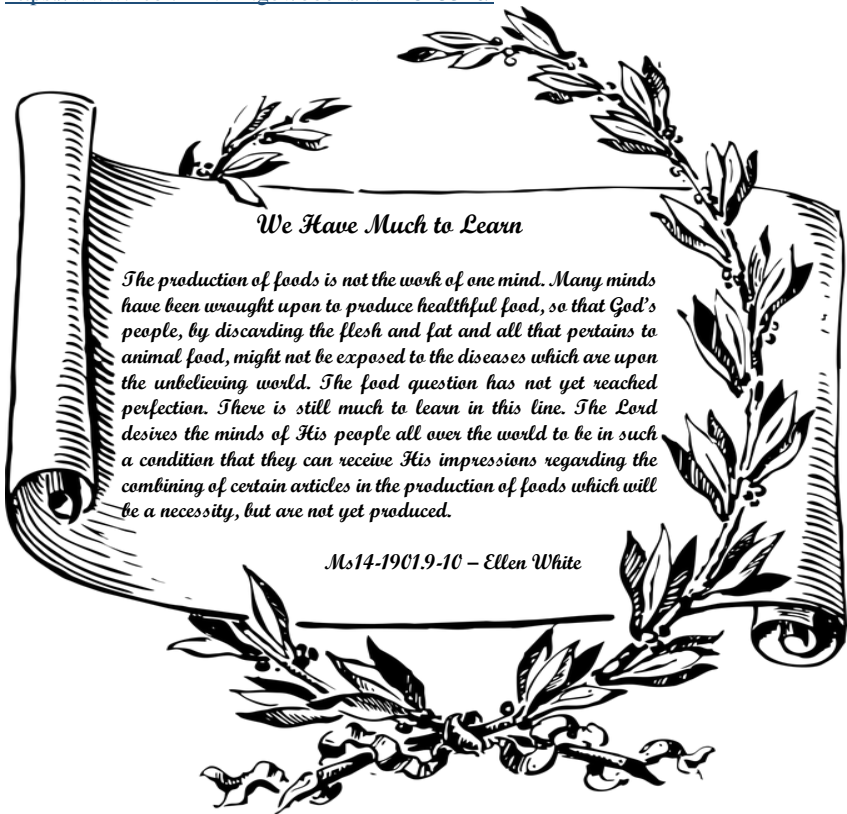 We Have Much to Learn
The production of foods is not the work of one mind. Many minds
have been wrought upon to produce healthful food, so that God's
people, by discarding the flesh and fat and all that pertains to
animal food, might not be exposed to the diseases which are upon
the unbelieving world. The food question has not yet reached
perfection. There is still much to learn in this line. The Lord
desires the minds of His people all over the world to be in such
a condition that they can receive His impressions regarding the
combining of certain articles in the production of foods which will
be a necessity, but are not yet produced.
Ms14-1901.9-10 – Ellen White